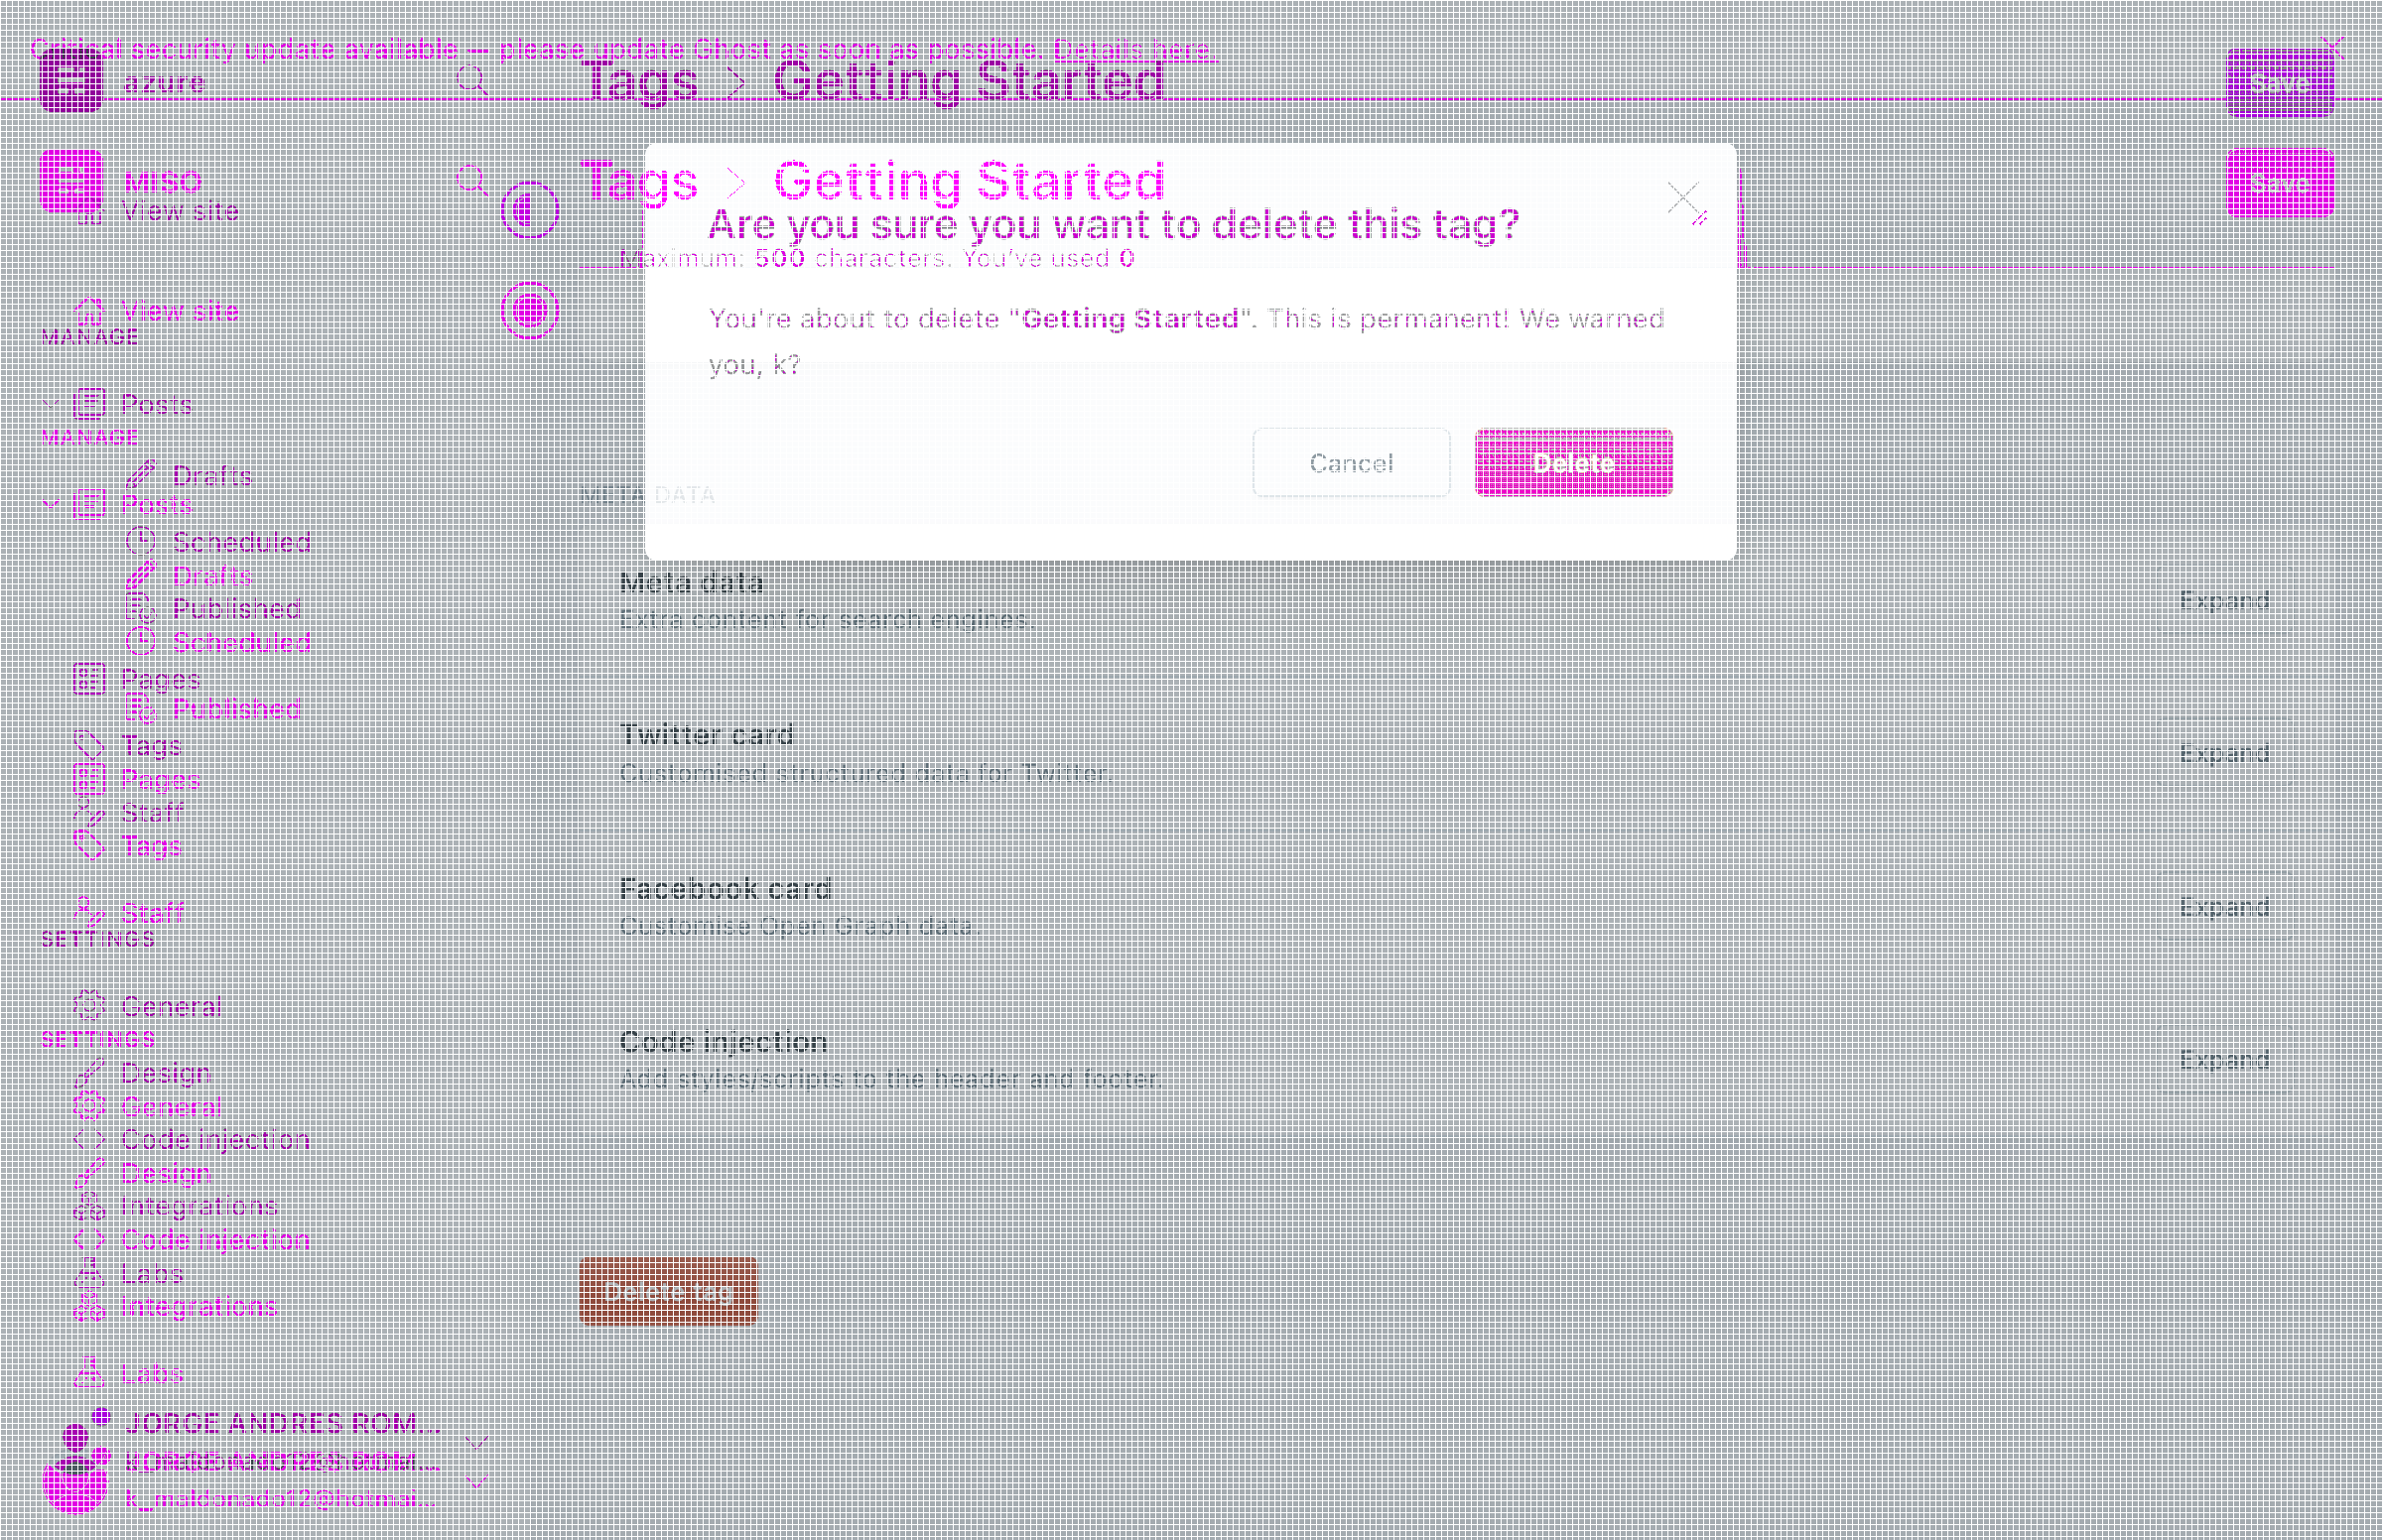 Critical security update available — please update Ghost as soon as possible. Details here.
azure
Tags > Getting Started
Save
MISO
Tags > Getting Started
Save
View site
Are you sure you want to delete this tag?
Maximum: 500 characters. You've used 0
View site
You're about to delete "Getting Started". This is permanent! We warned
you, k?
MANAGE
Posts
MANAGE
Cancel
Delete
Drafts
META DATA
Posts
Scheduled
Drafts
Meta data
Expand
Published
Extra content for search engines.
Scheduled
Pages
Published
Twitter card
Expand
Tags
Customised structured data for Twitter.
Pages
Staff
Tags
Facebook card
Expand
Staff
Customise Open Graph data.
SETTINGS
General
SETTINGS
Code injection
Expand
Design
Add styles/scripts to the header and footer.
General
Code injection
Design
Integrations
Code injection
Labs
Delete tag
Integrations
Labs
JORGE ANDRES ROM...
JORGE ANDRES ROM...
k_maldonado12@hotmai...